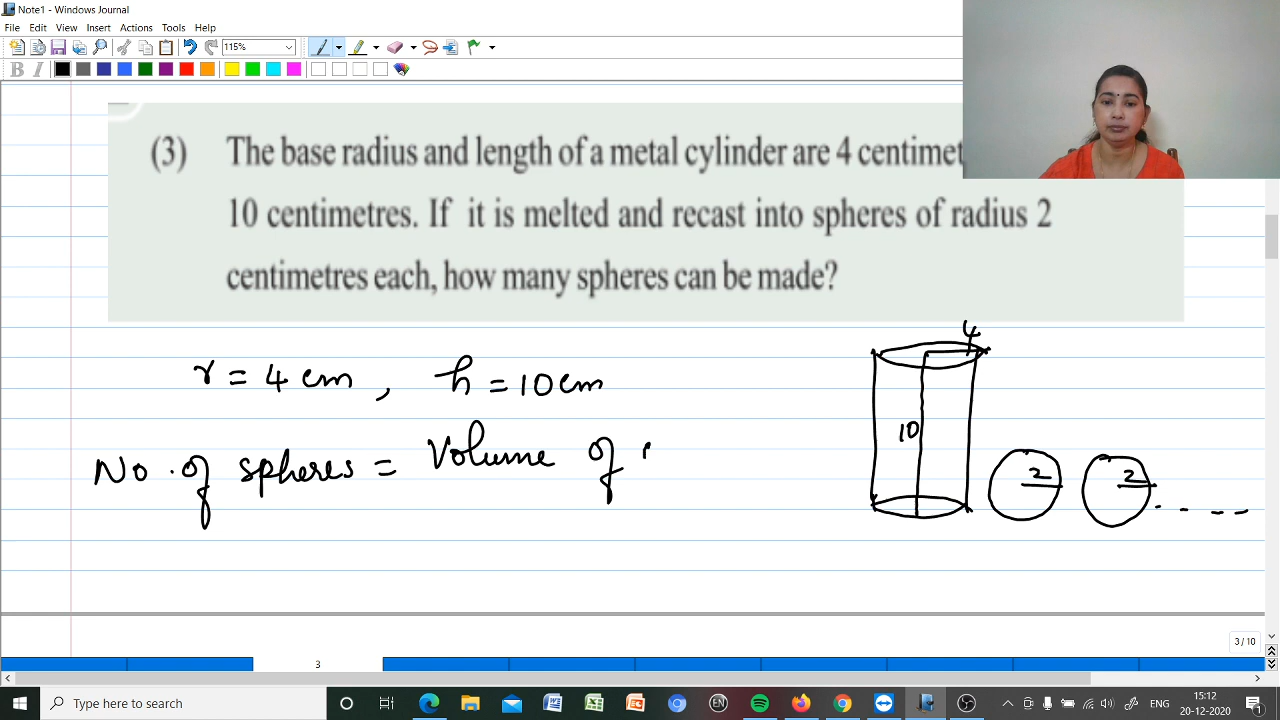 Note1 - Windows Journal
File Edit View Insert Actions Tools Help
115%
B I
(3) The base radius and length of a metal cylinder are 4 centimet
10 centimetres. If it is melted and recast into spheres of radius 2
centimetres each, how many spheres can be made?
4
r = 4 cm , h = 10 cm
10
No. of spheres = Volume of
2 2 . - - -
3 / 10
3
Type here to search
EN
ENG
15:12
20-12-2020
1